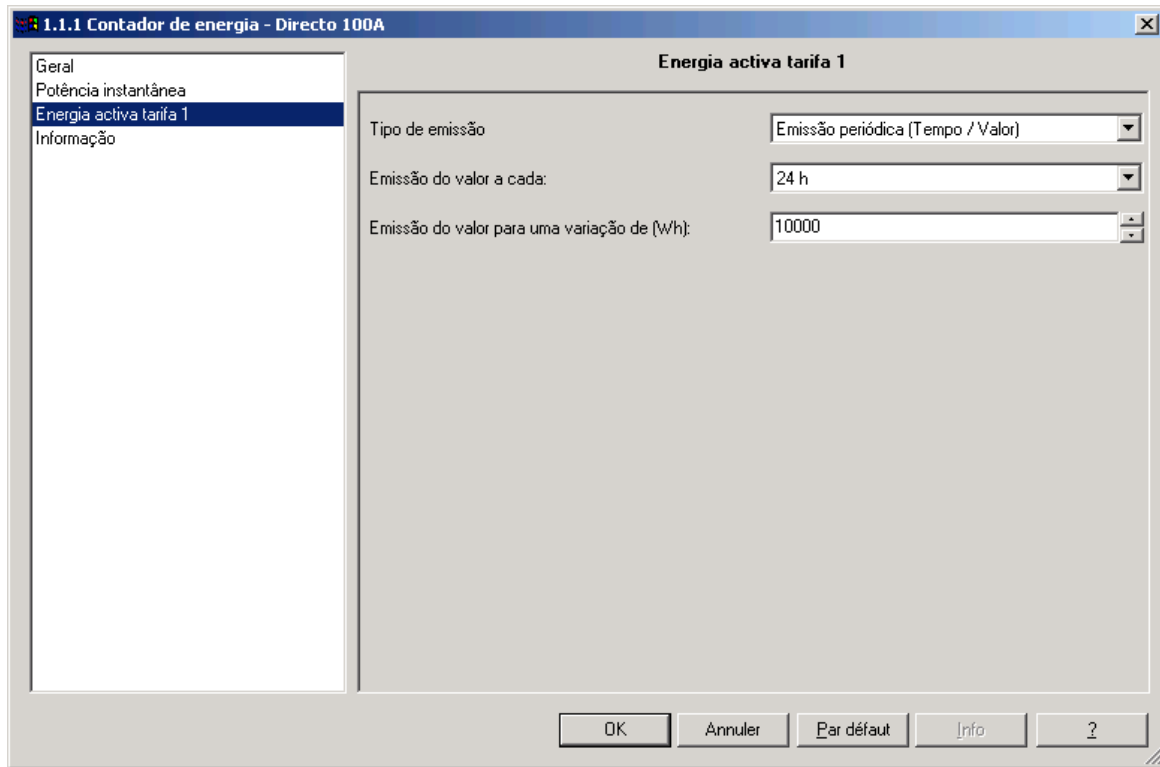 1.1.1 Contador de energia - Directo 100A
Geral
Potência instantânea
Energia activa tarifa 1
Informação
Energia activa tarifa 1
Tipo de emissão
Emissão periódica (Tempo / Valor)
Emissão do valor a cada:
24 h
Emissão do valor para uma variação de (Wh):
10000
OK
Annuler
Par défaut
Info
?